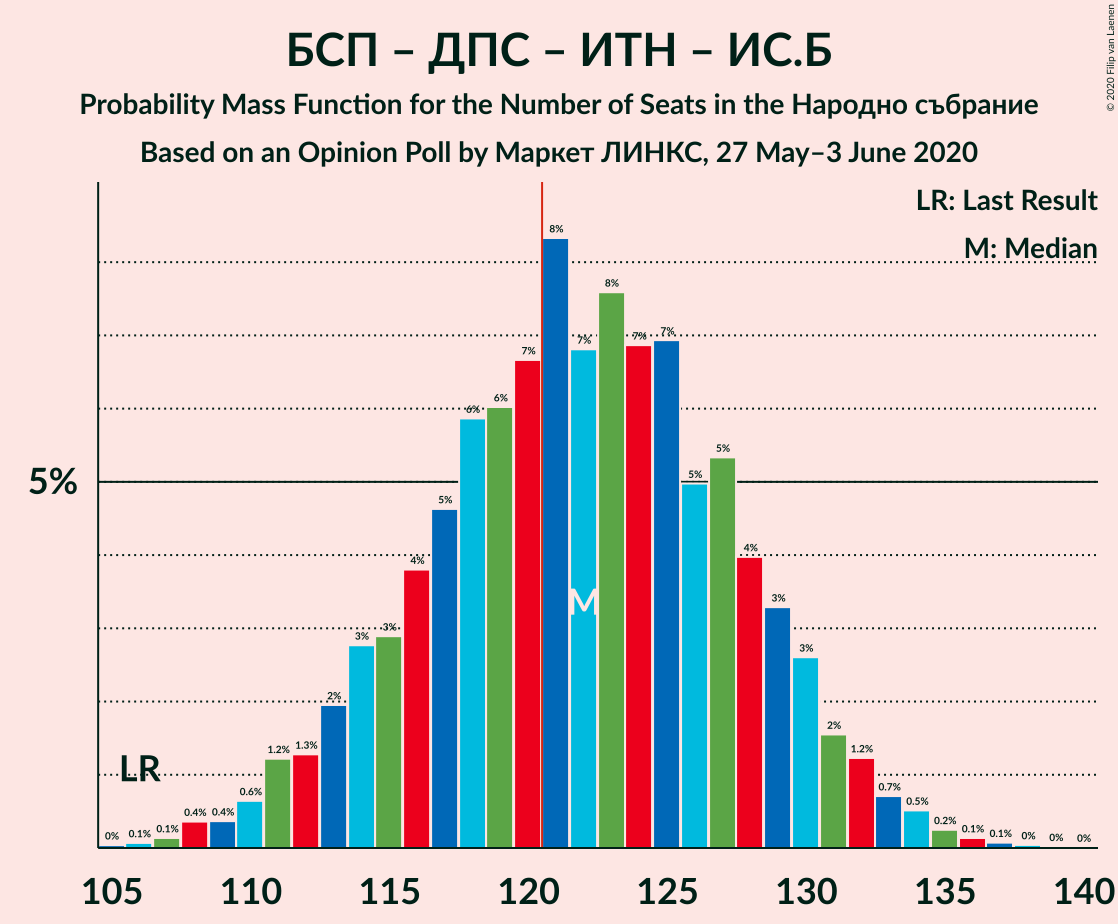 БСП – ДПС – ИТН – ИС.Б
Probability Mass Function for the Number of Seats in the Народно събрание
Based on an Opinion Poll by Маркет ЛИНКС, 27 May–3 June 2020
© 2020 Filip van Laenen
LR: Last Result
M: Median
5%
LR
M
0% 0.1% 0.1% 0.4% 0.4% 0.6% 1.2% 1.3% 2% 3% 3% 4% 5% 6% 6% 7% 8% 7% 8% 7% 7% 5% 5% 4% 3% 3% 2% 1.2% 0.7% 0.5% 0.2% 0.1% 0.1% 0% 0% 0%
105 110 115 120 125 130 135 140